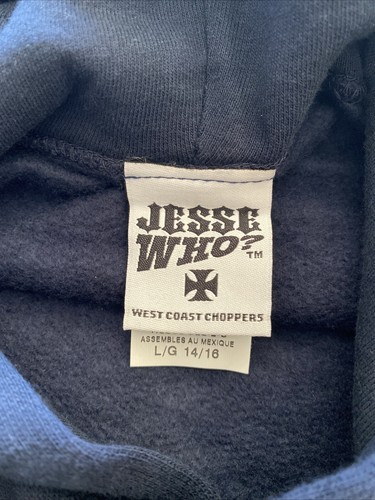 JESSE
WHO?™
WEST COAST CHOPPERS
ASSEMBLES AU MEXIQUE
L/G 14/16